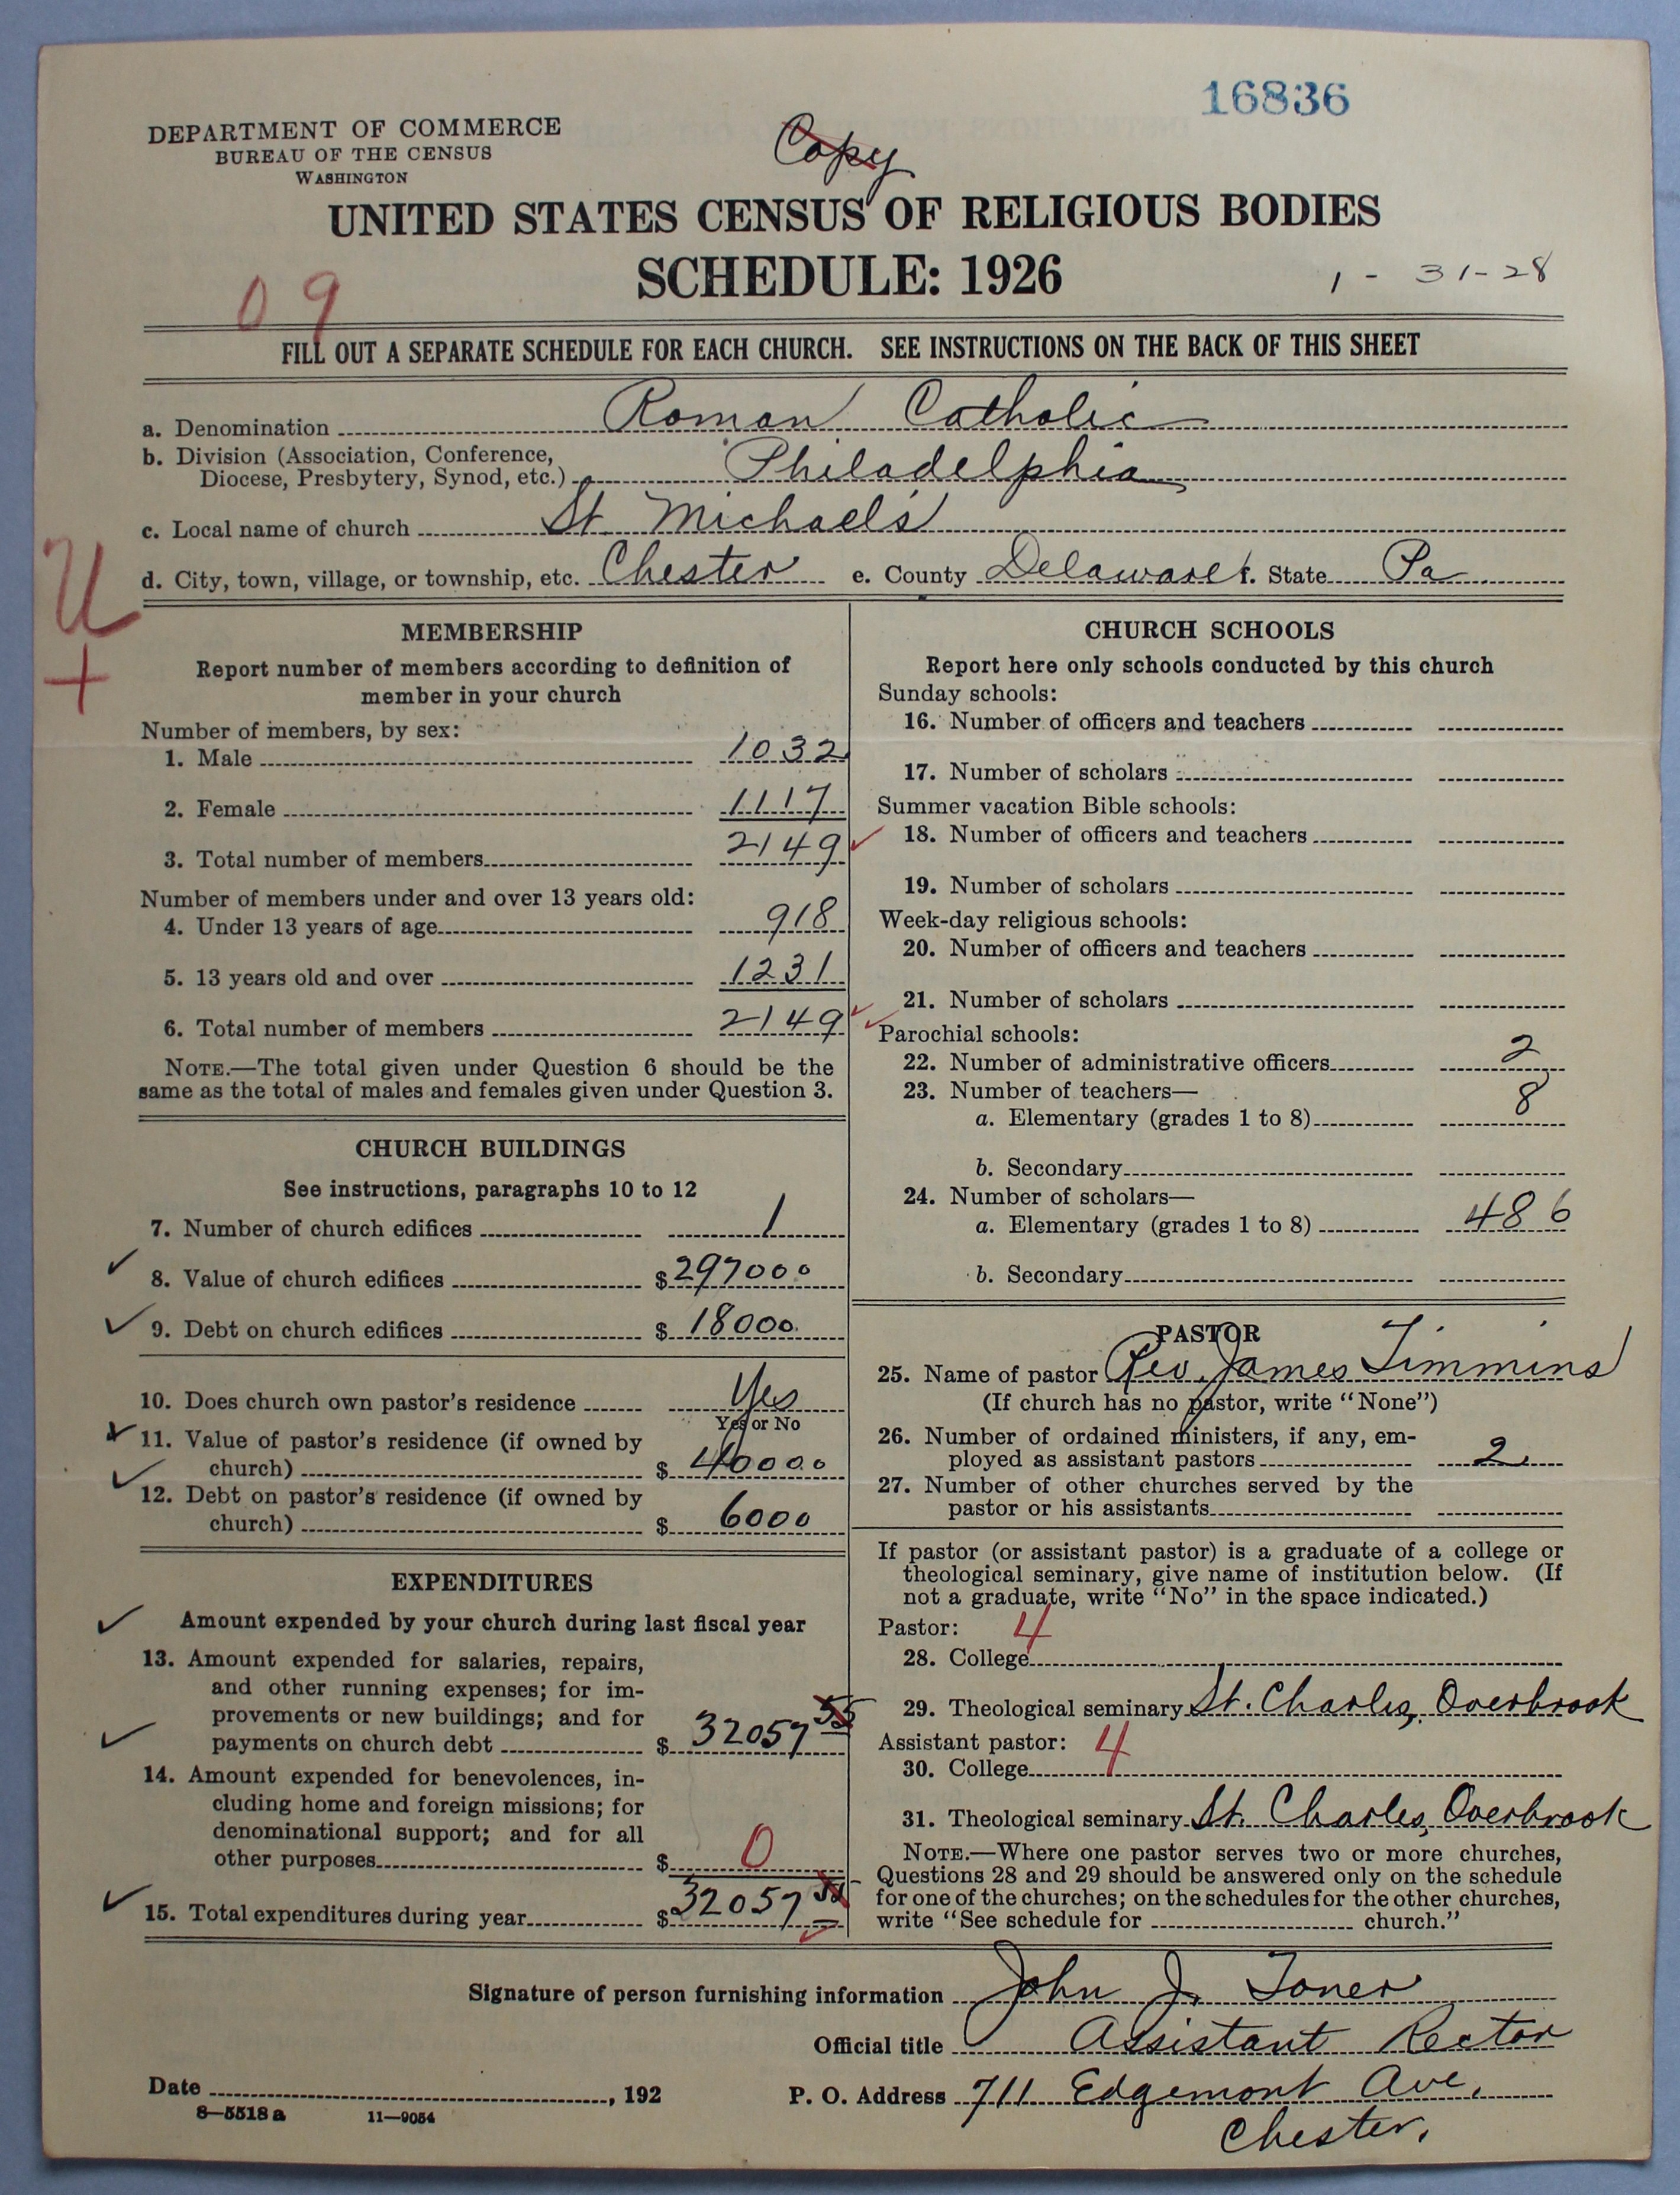 16836
DEPARTMENT OF COMMERCE
BUREAU OF THE CENSUS
WASHINGTON
Copy
UNITED STATES CENSUS OF RELIGIOUS BODIES
SCHEDULE: 1926
1 - 31-28
09
FILL OUT A SEPARATE SCHEDULE FOR EACH CHURCH. SEE INSTRUCTIONS ON THE BACK OF THIS SHEET
a. Denomination Roman Catholic
b. Division (Association, Conference,
Diocese, Presbytery, Synod, etc.) Philadelphia
c. Local name of church St. Michael's
d. City, town, village, or township, etc. Chester e. County Delaware f. State Pa
U
+
MEMBERSHIP
Report number of members according to definition of
member in your church
Number of members, by sex:
1. Male 1032
2. Female 1117
3. Total number of members 2149
Number of members under and over 13 years old:
4. Under 13 years of age 918
5. 13 years old and over 1231
6. Total number of members 2149
NOTE.—The total given under Question 6 should be the
same as the total of males and females given under Question 3.
CHURCH BUILDINGS
See instructions, paragraphs 10 to 12
7. Number of church edifices 1
8. Value of church edifices $297000
9. Debt on church edifices $18000
10. Does church own pastor's residence Yes
Yes or No
11. Value of pastor's residence (if owned by
church) $40000
12. Debt on pastor's residence (if owned by
church) $6000
EXPENDITURES
Amount expended by your church during last fiscal year
13. Amount expended for salaries, repairs,
and other running expenses; for im-
provements or new buildings; and for
payments on church debt $32057 55
14. Amount expended for benevolences, in-
cluding home and foreign missions; for
denominational support; and for all
other purposes $0
15. Total expenditures during year $32057
CHURCH SCHOOLS
Report here only schools conducted by this church
Sunday schools:
16. Number of officers and teachers
17. Number of scholars
Summer vacation Bible schools:
18. Number of officers and teachers
19. Number of scholars
Week-day religious schools:
20. Number of officers and teachers
21. Number of scholars
Parochial schools:
22. Number of administrative officers 2
23. Number of teachers— 8
a. Elementary (grades 1 to 8)
b. Secondary
24. Number of scholars—
a. Elementary (grades 1 to 8) 486
b. Secondary
PASTOR
25. Name of pastor Rev. James Timmins
(If church has no pastor, write "None")
26. Number of ordained ministers, if any, em-
ployed as assistant pastors 2
27. Number of other churches served by the
pastor or his assistants
If pastor (or assistant pastor) is a graduate of a college or
theological seminary, give name of institution below. (If
not a graduate, write "No" in the space indicated.)
Pastor: 4
28. College
29. Theological seminary St. Charles, Overbrook
Assistant pastor: 4
30. College
31. Theological seminary St. Charles, Overbrook
NOTE.—Where one pastor serves two or more churches,
Questions 28 and 29 should be answered only on the schedule
for one of the churches; on the schedules for the other churches,
write "See schedule for church."
Signature of person furnishing information John J. Toner
Official title Assistant Rector
Date , 192 P. O. Address 711 Edgemont Ave.
8—5518a 11—9054 Chester.